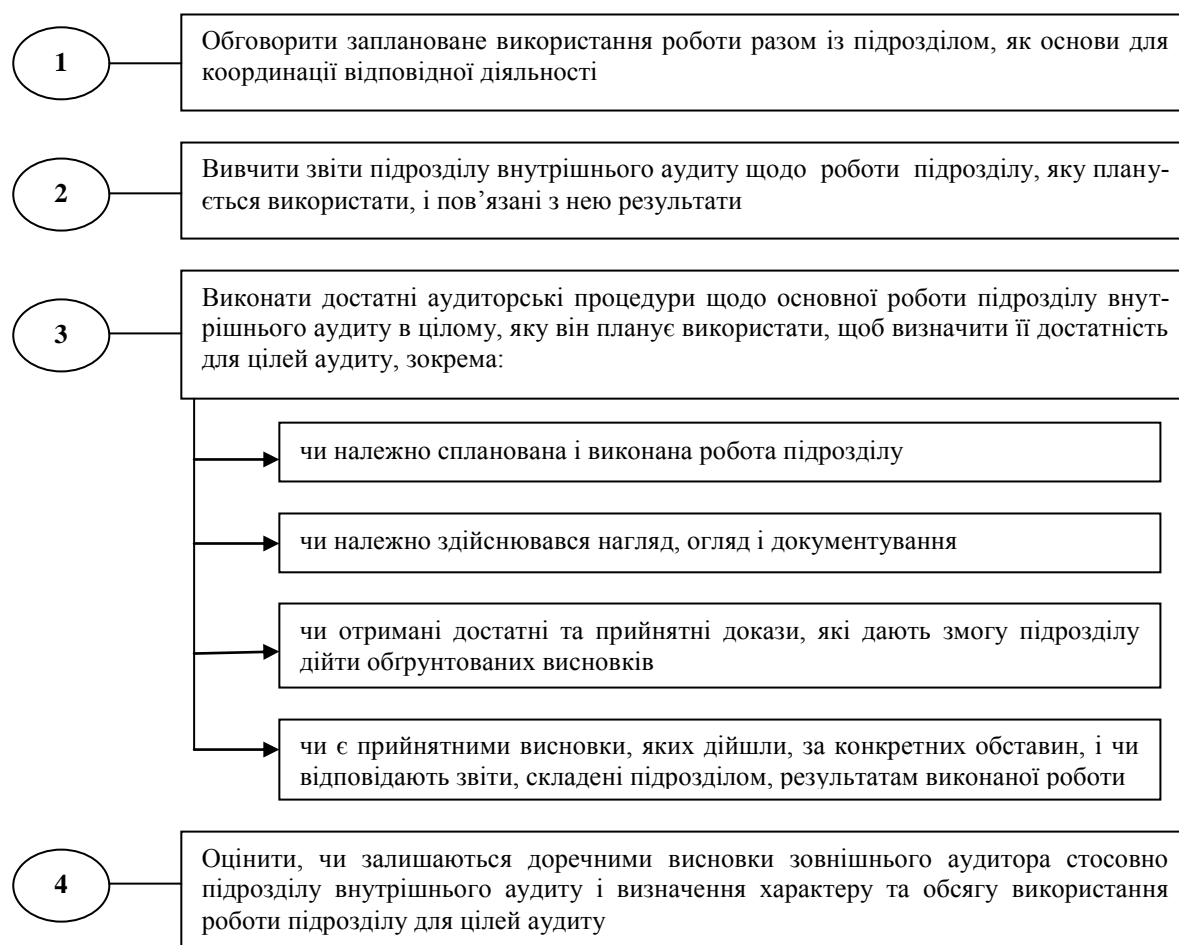 1
Обговорити заплановане використання роботи разом із підрозділом, як основи для
координації відповідної діяльності
2
Вивчити звіти підрозділу внутрішнього аудиту щодо роботи підрозділу, яку плану-
ється використати, і пов’язані з нею результати
3
Виконати достатні аудиторські процедури щодо основної роботи підрозділу внут-
рішнього аудиту в цілому, яку він планує використати, щоб визначити її достатність
для цілей аудиту, зокрема:
чи належно спланована і виконана робота підрозділу
чи належно здійснювався нагляд, огляд і документування
чи отримані достатні та прийнятні докази, які дають змогу підрозділу
дійти обґрунтованих висновків
чи є прийнятними висновки, яких дійшли, за конкретних обставин, і чи
відповідають звіти, складені підрозділом, результатам виконаної роботи
4
Оцінити, чи залишаються доречними висновки зовнішнього аудитора стосовно
підрозділу внутрішнього аудиту і визначення характеру та обсягу використання
роботи підрозділу для цілей аудиту